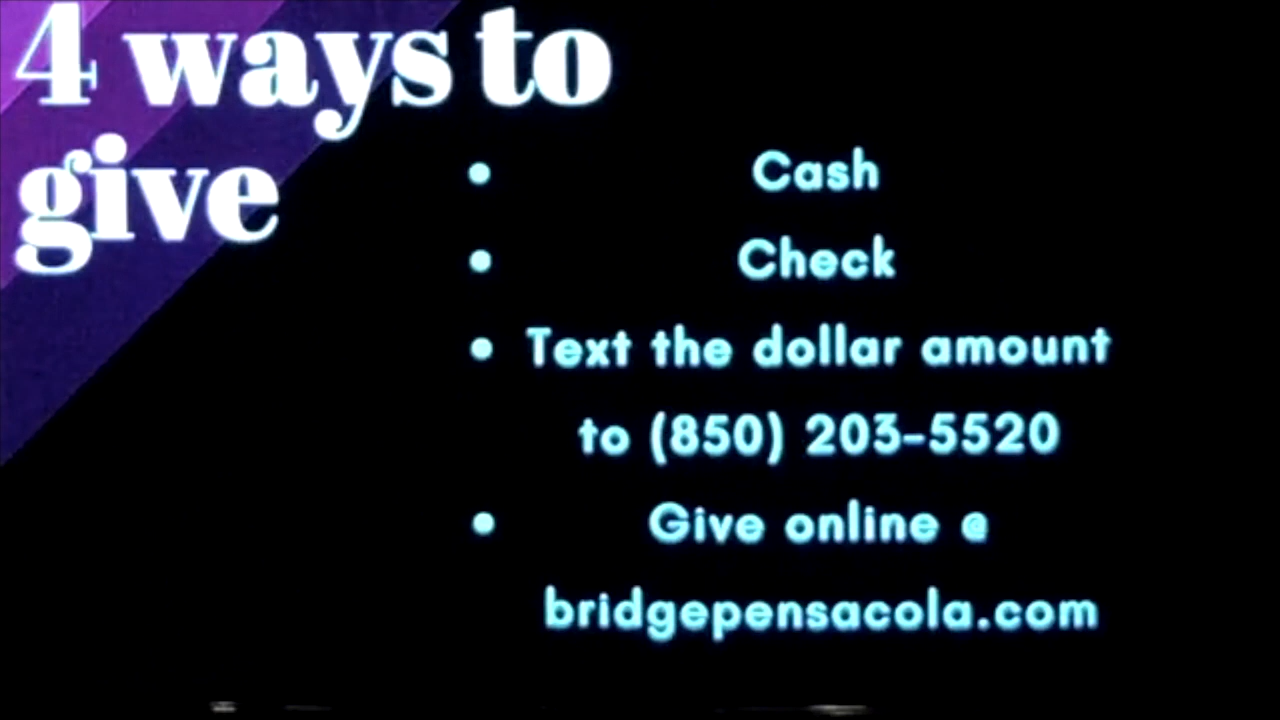 4 ways to
give
• Cash
• Check
• Text the dollar amount
to (850) 203-5520
• Give online @
bridgepensacola.com